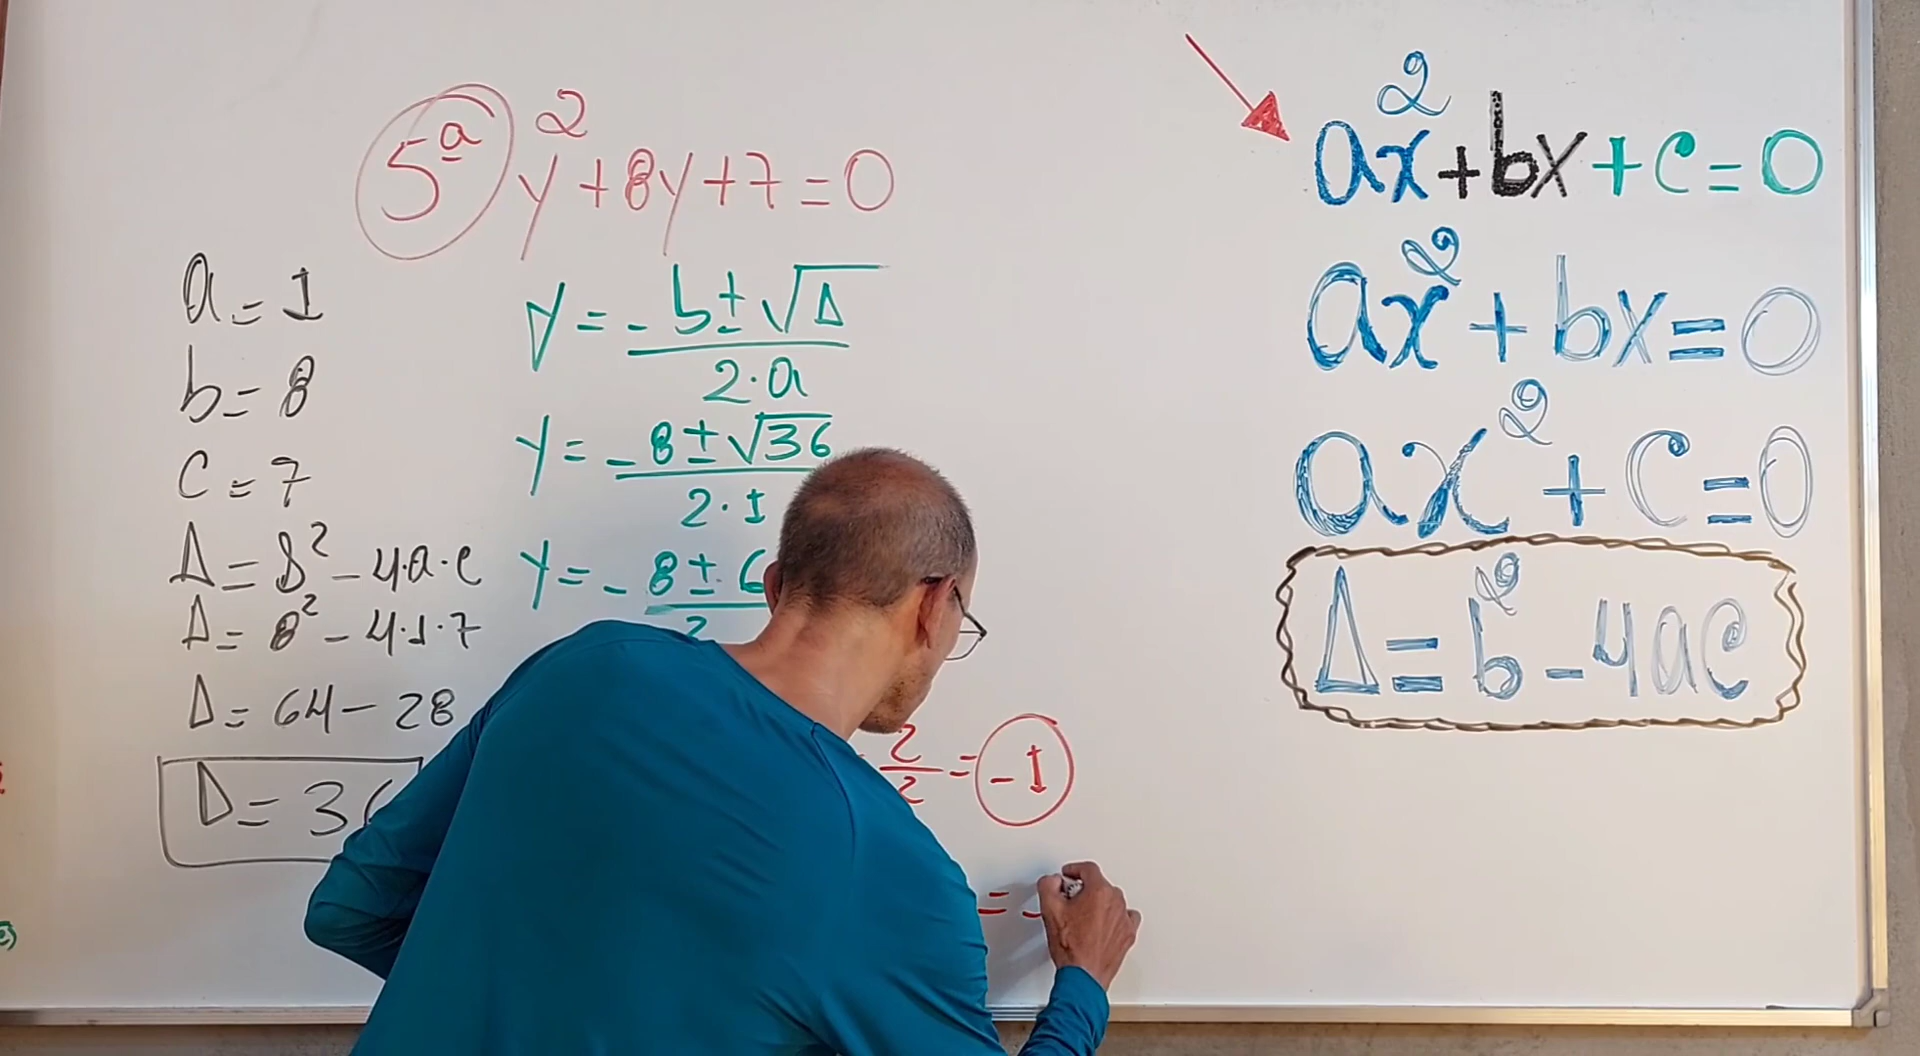 5ª y² + 8y + 7 = 0
a = 1
b = 8
c = 7
Δ = 8² - 4.a.c
Δ = 8² - 4.1.7
Δ = 64 - 28
Δ = 36
y = - b ± √Δ / 2.a
y = - 8 ± √36 / 2.1
y = - 8 ± 6 / 2
2 / 2 = -1
= -
ax² + bx + c = 0
ax² + bx = 0
ax² + c = 0
Δ = b² - 4ac